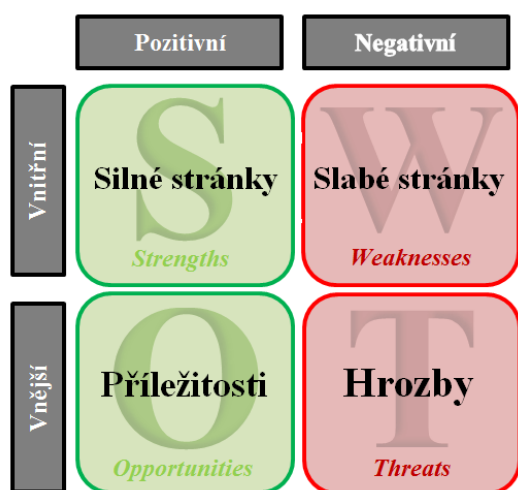 Pozitivní
Negativní
Vnitřní
S
Silné stránky
Strengths
W
Slabé stránky
Weaknesses
Vnější
O
Příležitosti
Opportunities
T
Hrozby
Threats